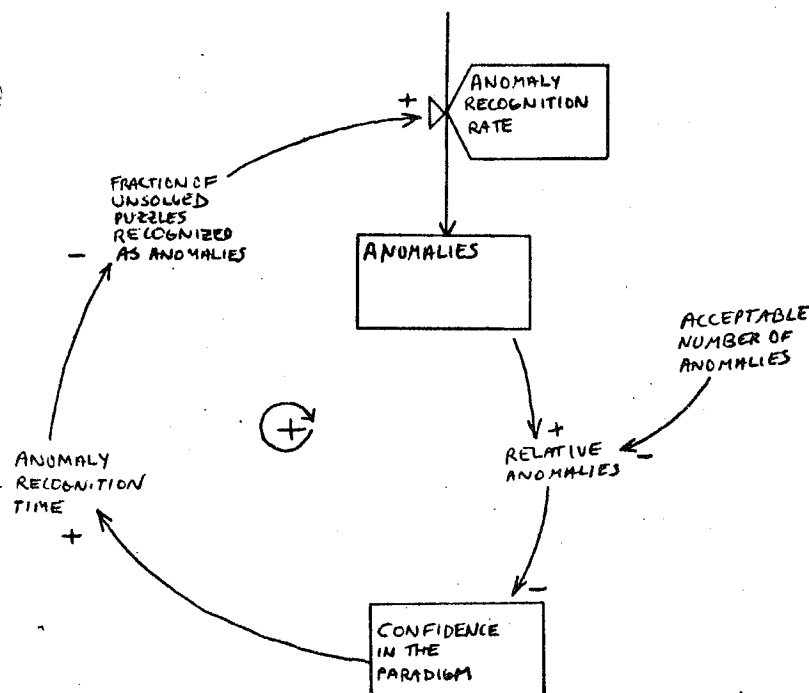 +
ANOMALY
RECOGNITION
RATE
FRACTION OF
UNSOLVED
PUZZLES
RECOGNIZED
AS ANOMALIES
-
ANOMALIES
ACCEPTABLE
NUMBER OF
ANOMALIES
+
+
-
RELATIVE
ANOMALIES
ANOMALY
RECOGNITION
TIME
+
-
CONFIDENCE
IN THE
PARADIGM